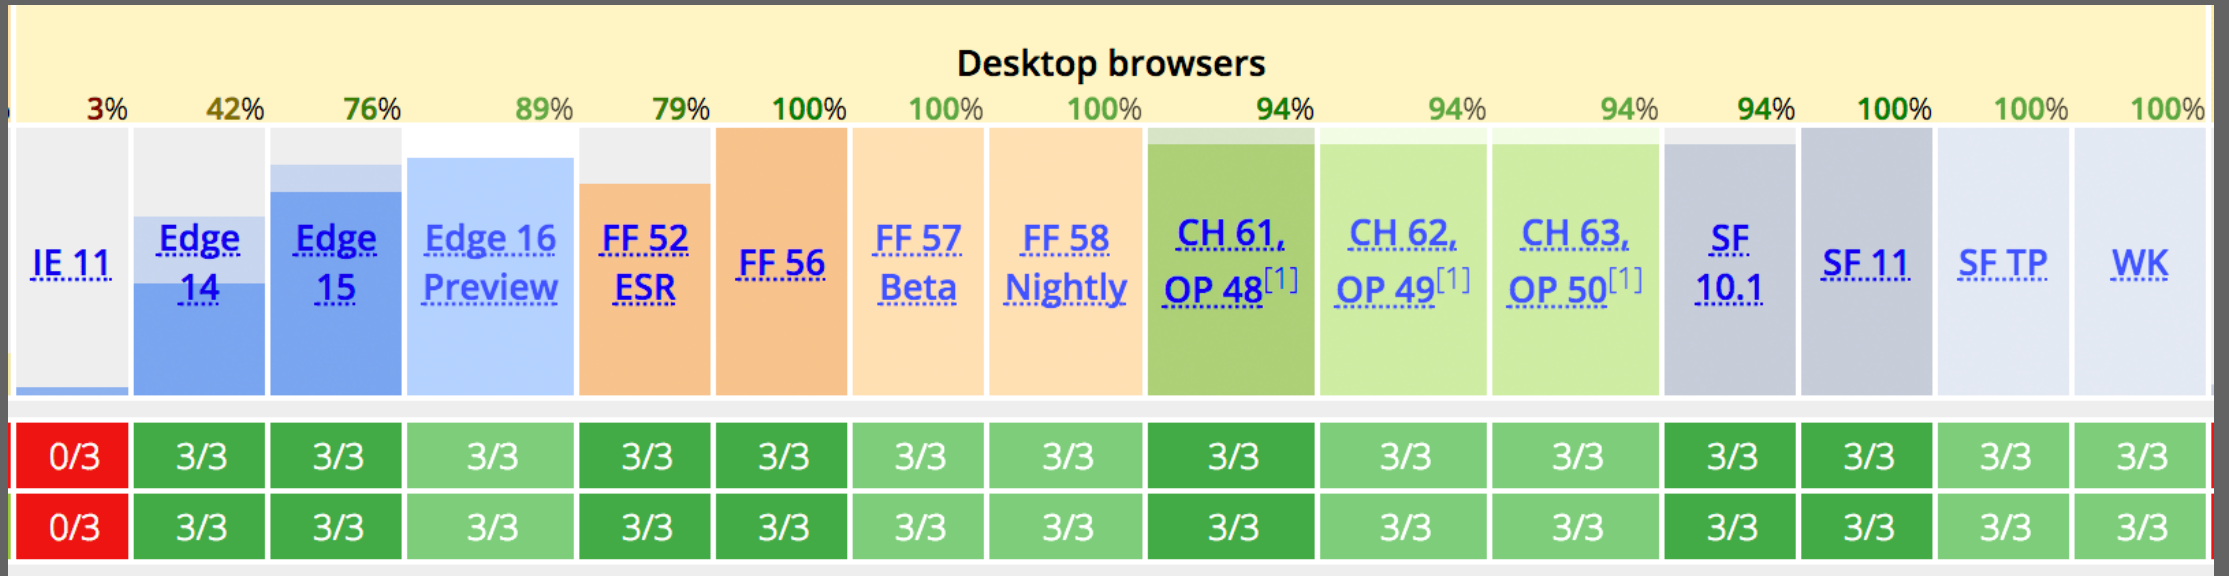 Desktop browsers
3% 42% 76% 89% 79% 100% 100% 100% 94% 94% 94% 94% 100% 100% 100%
IE 11
Edge
14
Edge
15
Edge 16
Preview
FF 52
ESR
FF 56
FF 57
Beta
FF 58
Nightly
CH 61,
OP 48[1]
CH 62,
OP 49[1]
CH 63,
OP 50[1]
SF
10.1
SF 11
SF TP
WK
0/3 3/3 3/3 3/3 3/3 3/3 3/3 3/3 3/3 3/3 3/3 3/3 3/3 3/3 3/3
0/3 3/3 3/3 3/3 3/3 3/3 3/3 3/3 3/3 3/3 3/3 3/3 3/3 3/3 3/3